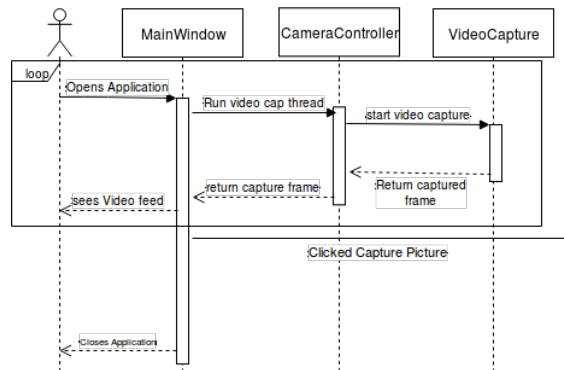 MainWindow
CameraController
VideoCapture
loop
Opens Application
Run video cap thread
start video capture
return capture frame
Return captured
frame
sees Video feed
Clicked Capture Picture
Closes Application